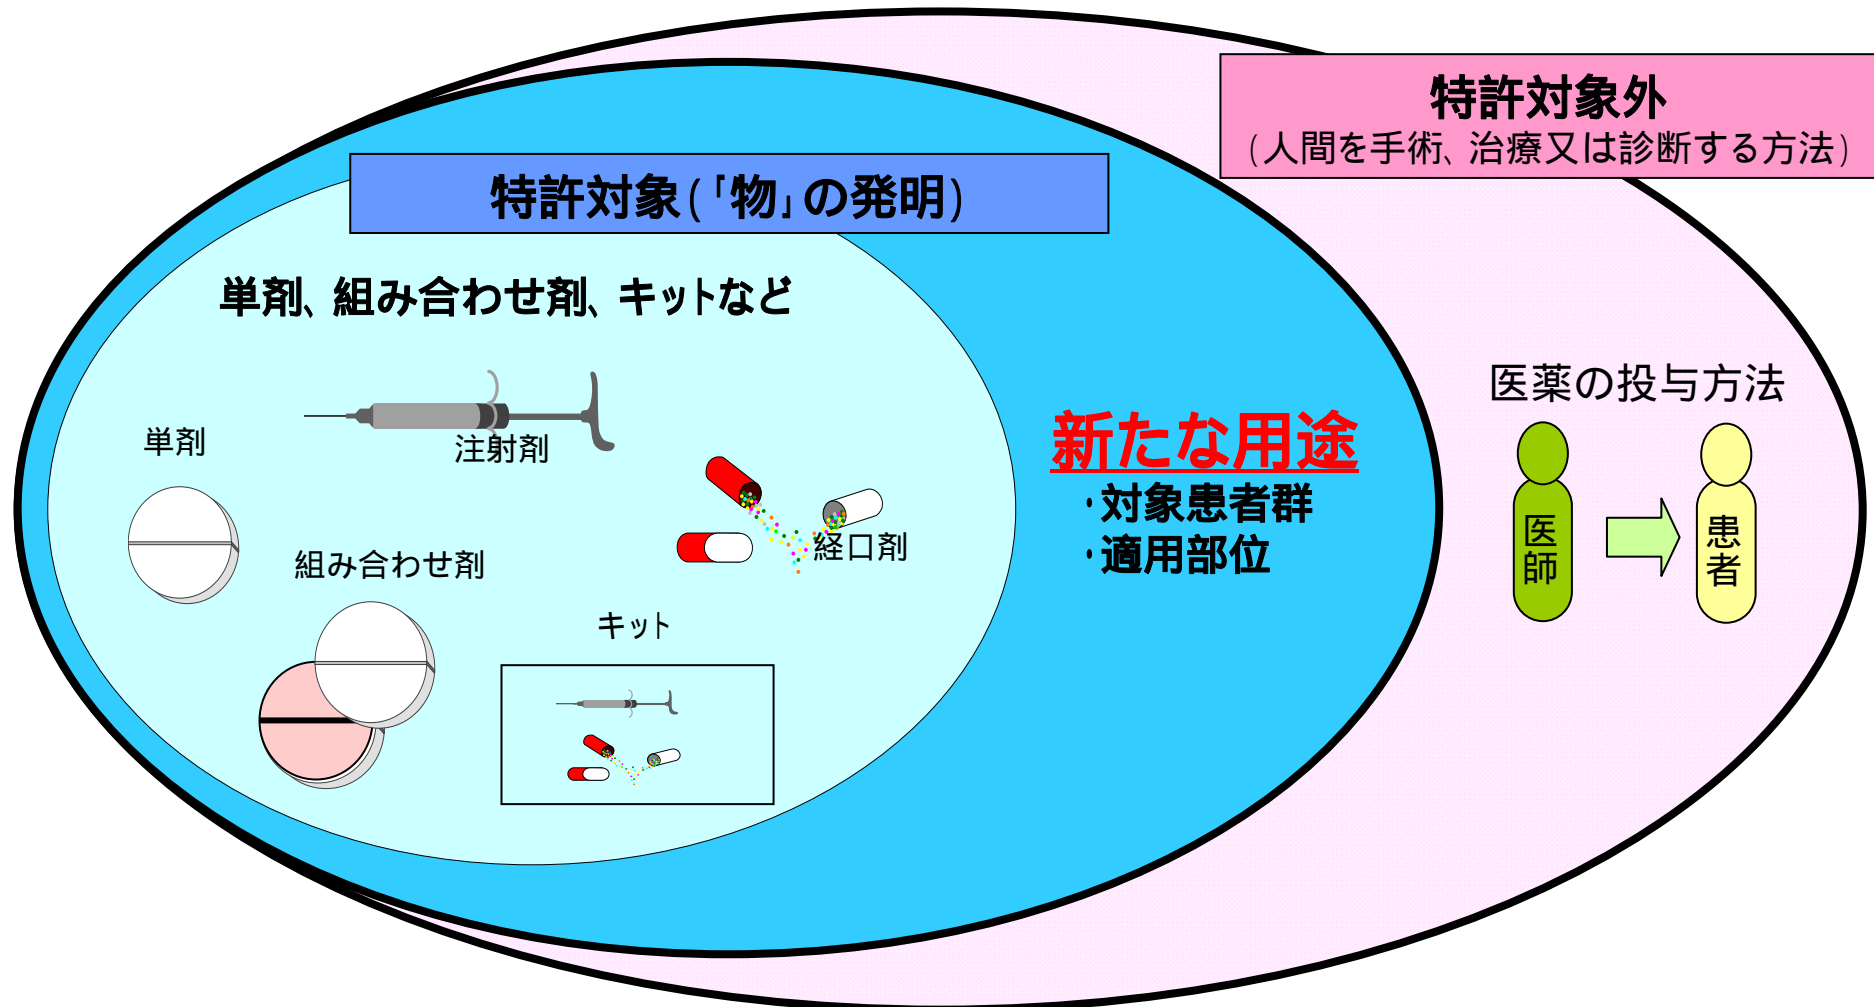 特許対象外
(人間を手術、治療又は診断する方法)
特許対象(「物」の発明)
単剤、組み合わせ剤、キットなど
注射剤
単剤
経口剤
組み合わせ剤
キット
新たな用途
・対象患者群
・適用部位
医薬の投与方法
医師
患者